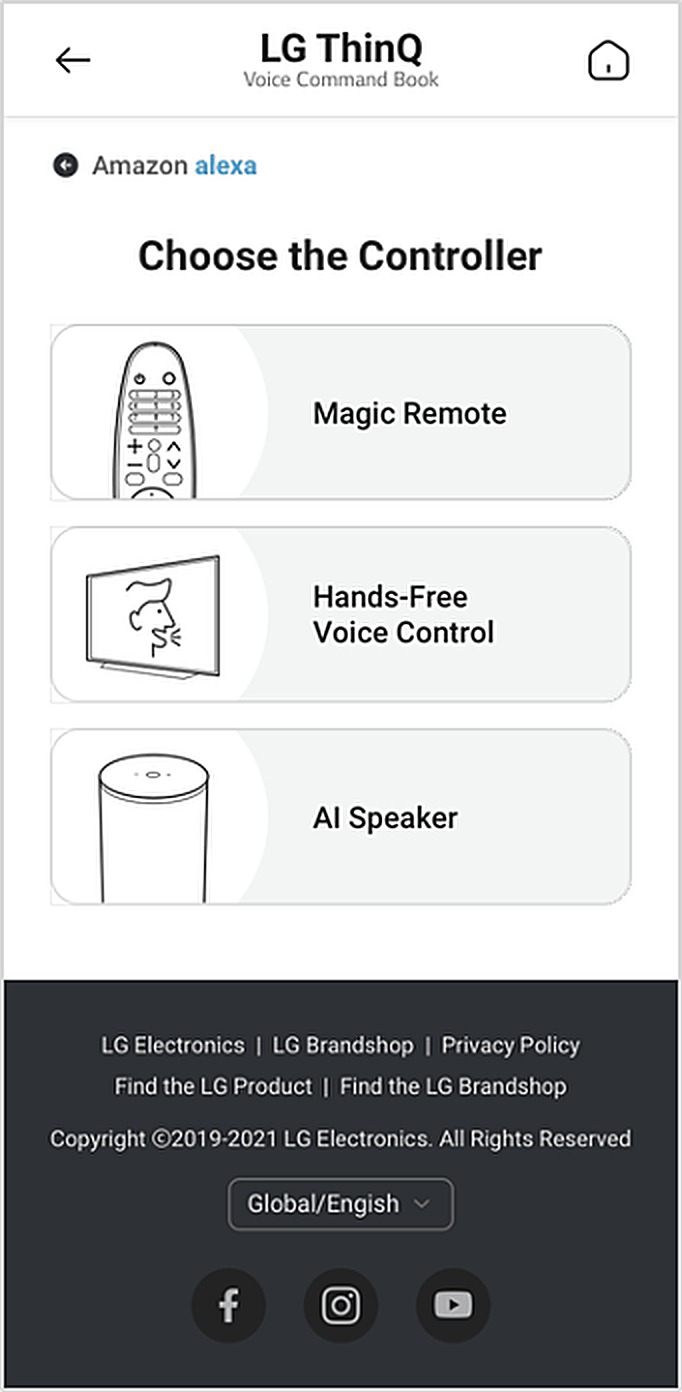 LG ThinQ
Voice Command Book
Amazon alexa
Choose the Controller
Magic Remote
Hands-Free
Voice Control
AI Speaker
LG Electronics | LG Brandshop | Privacy Policy
Find the LG Product | Find the LG Brandshop
Copyright ©2019-2021 LG Electronics. All Rights Reserved
Global/Engish